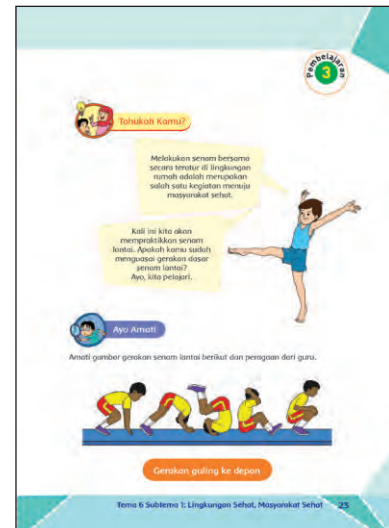 Pembelajaran
3
Tahukah Kamu?
Melakukan senam bersama
secara teratur di lingkungan
rumah adalah merupakan
salah satu kegiatan menuju
masyarakat sehat.
Kali ini kita akan
mempraktikkan senam
lantai. Apakah kamu sudah
menguasai gerakan dasar
senam lantai?
Ayo, kita pelajari.
Ayo Amati
Amati gambar gerakan senam lantai berikut dan peragaan dari guru.
Gerakan guling ke depan
Tema 6 Subtema 1: Lingkungan Sehat, Masyarakat Sehat 23